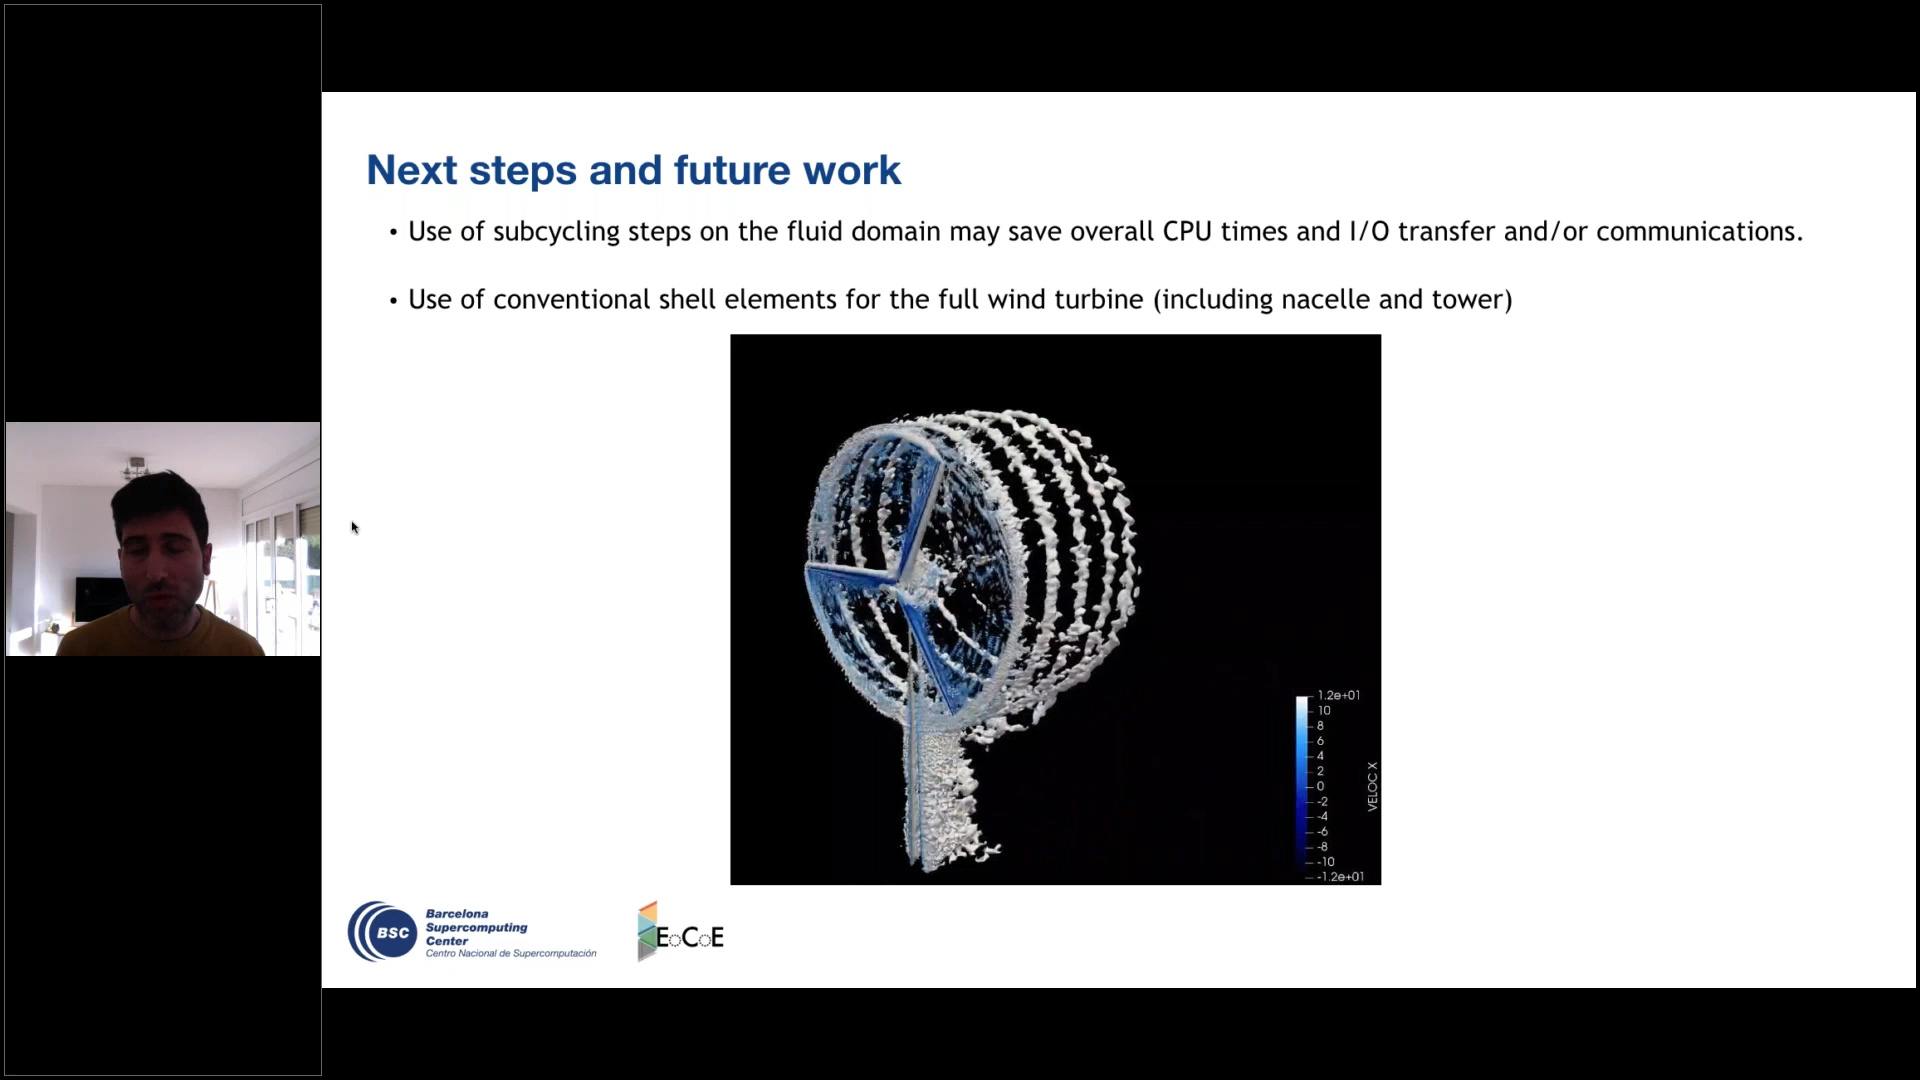 Next steps and future work
• Use of subcycling steps on the fluid domain may save overall CPU times and I/O transfer and/or communications.
• Use of conventional shell elements for the full wind turbine (including nacelle and tower)
1.2e+01
10
8
6
4
2
0
-2
-4
-6
-8
-10
-1.2e+01
VELOC X
BSC
Barcelona
Supercomputing
Center
Centro Nacional de Supercomputación
EoCoE